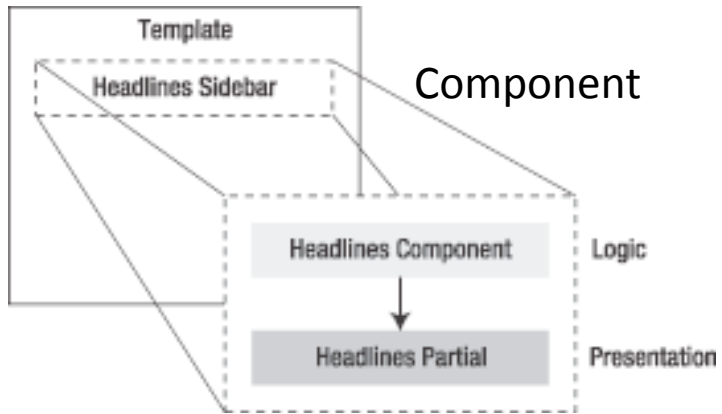 Template
Headlines Sidebar
Component
Headlines Component
Logic
Headlines Partial
Presentation